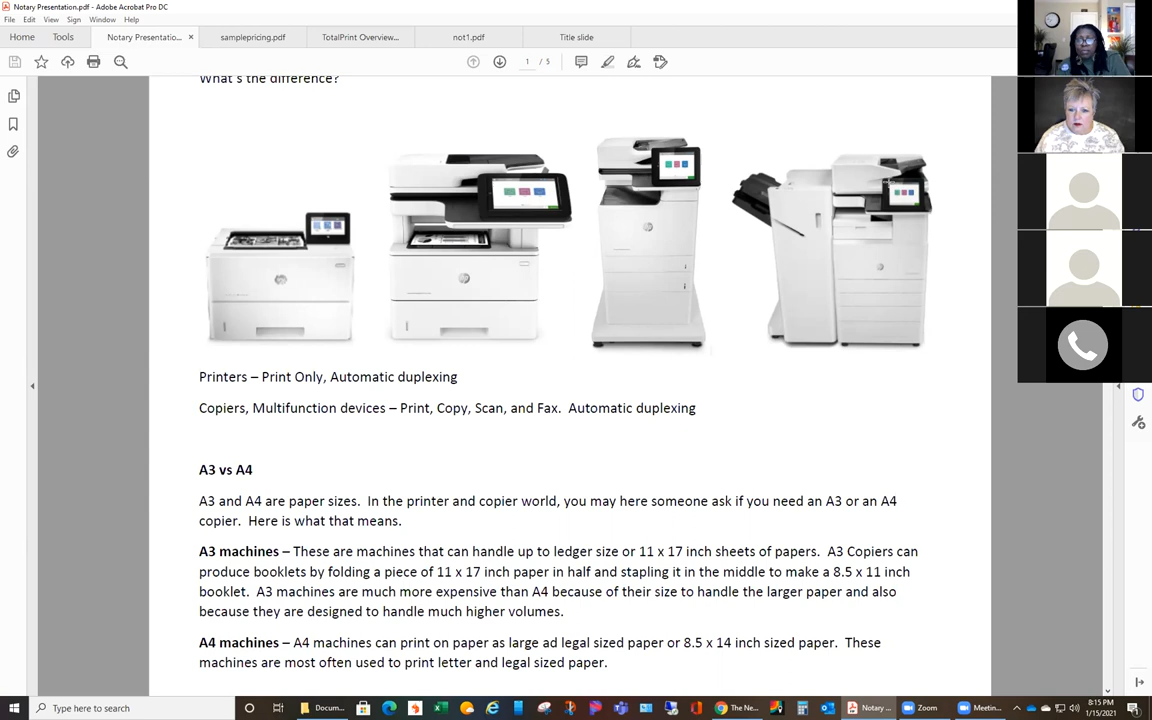 Notary Presentation.pdf - Adobe Acrobat Pro DC
File Edit View Sign Window Help
Home Tools Notary Presentatio... × samplepricing.pdf TotalPrint Overview... not1.pdf Title slide
1 / 5
What's the difference?
Printers – Print Only, Automatic duplexing
Copiers, Multifunction devices – Print, Copy, Scan, and Fax. Automatic duplexing
A3 vs A4
A3 and A4 are paper sizes. In the printer and copier world, you may here someone ask if you need an A3 or an A4
copier. Here is what that means.
A3 machines – These are machines that can handle up to ledger size or 11 x 17 inch sheets of papers. A3 Copiers can
produce booklets by folding a piece of 11 x 17 inch paper in half and stapling it in the middle to make a 8.5 x 11 inch
booklet. A3 machines are much more expensive than A4 because of their size to handle the larger paper and also
because they are designed to handle much higher volumes.
A4 machines – A4 machines can print on paper as large ad legal sized paper or 8.5 x 14 inch sized paper. These
machines are most often used to print letter and legal sized paper.
Type here to search
Docum... The Ne... Notary ... Zoom Meetin...
8:15 PM
1/15/2021